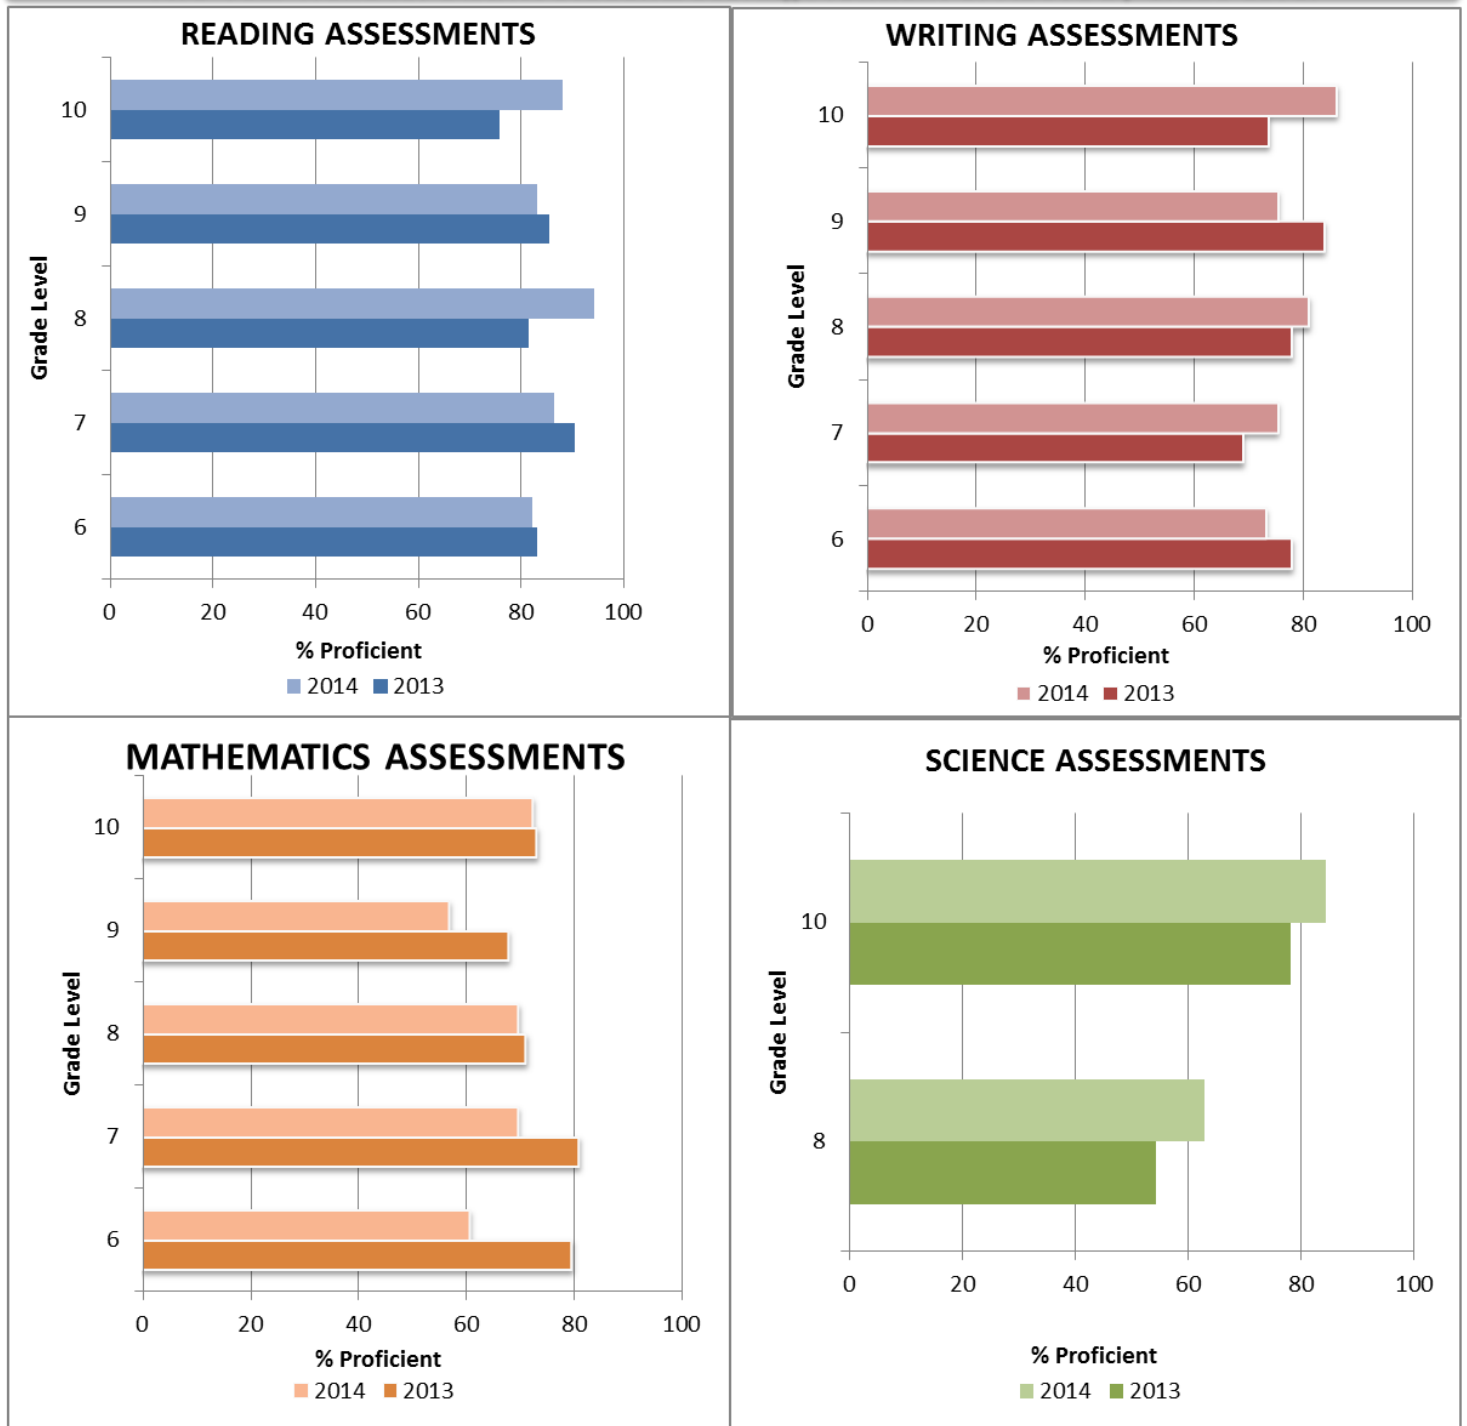 READING ASSESSMENTS
10
9
8
7
6
Grade Level
0 20 40 60 80 100
% Proficient
2014 2013
WRITING ASSESSMENTS
10
9
8
7
6
Grade Level
0 20 40 60 80 100
% Proficient
2014 2013
MATHEMATICS ASSESSMENTS
10
9
8
7
6
Grade Level
0 20 40 60 80 100
% Proficient
2014 2013
SCIENCE ASSESSMENTS
10
8
Grade Level
0 20 40 60 80 100
% Proficient
2014 2013